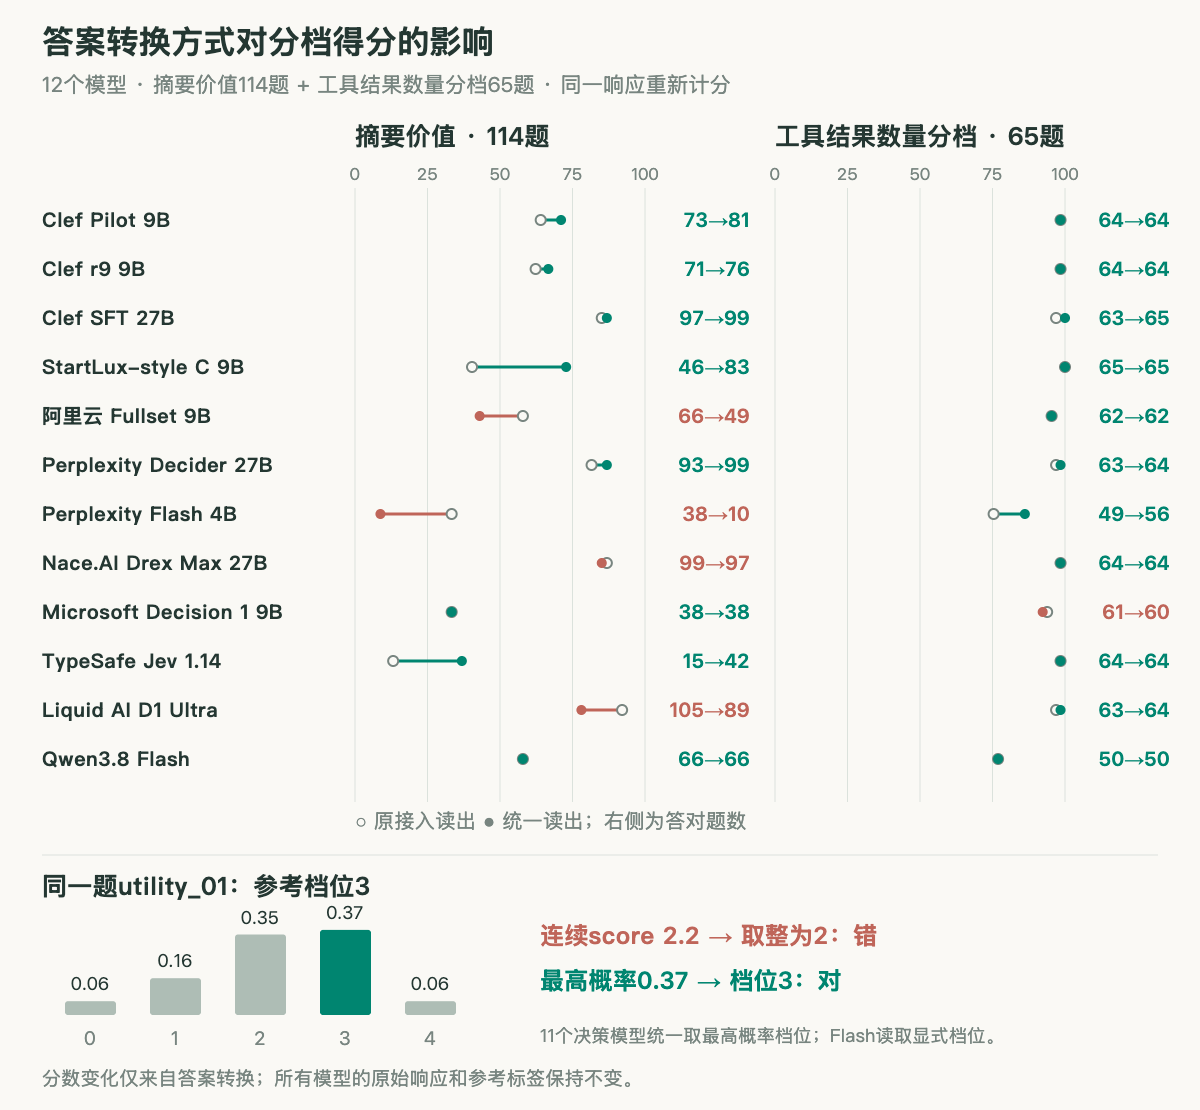 答案转换方式对分档得分的影响
12个模型 · 摘要价值114题 + 工具结果数量分档65题 · 同一响应重新计分
摘要价值 · 114题 工具结果数量分档 · 65题
0 25 50 75 100 0 25 50 75 100
Clef Pilot 9B 73→81 64→64
Clef r9 9B 71→76 64→64
Clef SFT 27B 97→99 63→65
StartLux–style C 9B 46→83 65→65
阿里云 Fullset 9B 66→49 62→62
Perplexity Decider 27B 93→99 63→64
Perplexity Flash 4B 38→10 49→56
Nace.AI Drex Max 27B 99→97 64→64
Microsoft Decision 1 9B 38→38 61→60
TypeSafe Jev 1.14 15→42 64→64
Liquid AI D1 Ultra 105→89 63→64
Qwen3.8 Flash 66→66 50→50
○ 原接入读出 ● 统一读出；右侧为答对题数
同一题utility_01：参考档位3
0.06 0.16 0.35 0.37 0.06
0 1 2 3 4
连续score 2.2 → 取整为2：错
最高概率0.37 → 档位3：对
11个决策模型统一取最高概率档位；Flash读取显式档位。
分数变化仅来自答案转换；所有模型的原始响应和参考标签保持不变。